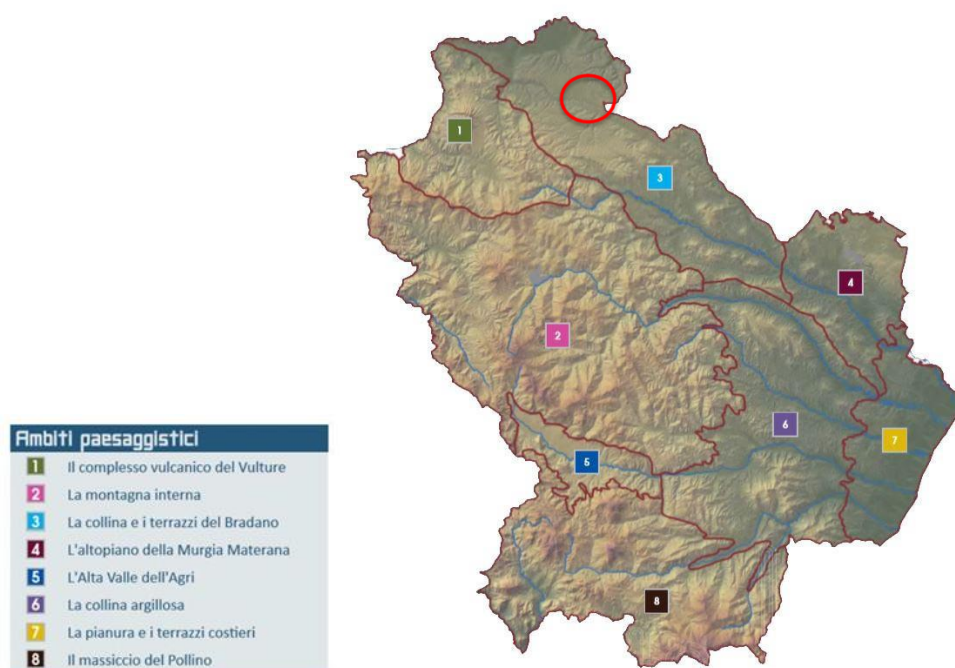 1
3
4
2
6
7
5
8
Ambiti paesaggistici
1 Il complesso vulcanico del Vulture
2 La montagna interna
3 La collina e i terrazzi del Bradano
4 L'altopiano della Murgia Materana
5 L'Alta Valle dell'Agri
6 La collina argillosa
7 La pianura e i terrazzi costieri
8 Il massiccio del Pollino